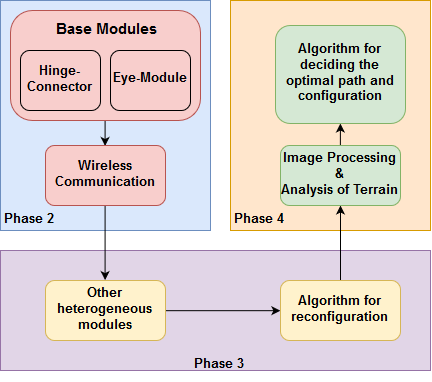 Base Modules
Hinge-
Connector
Eye-Module
Wireless
Communication
Phase 2
Algorithm for
deciding the
optimal path and
configuration
Image Processing
&
Analysis of Terrain
Phase 4
Other
heterogeneous
modules
Algorithm for
reconfiguration
Phase 3